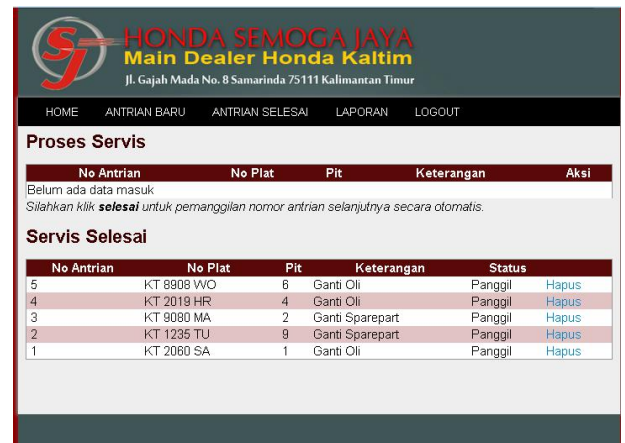 SJ
HONDA SEMOGA JAYA
Main Dealer Honda Kaltim
Jl. Gajah Mada No. 8 Samarinda 75111 Kalimantan Timur
HOME ANTRIAN BARU ANTRIAN SELESAI LAPORAN LOGOUT
Proses Servis
No Antrian No Plat Pit Keterangan Aksi
Belum ada data masuk
Silahkan klik selesai untuk pemanggilan nomor antrian selanjutnya secara otomatis.
Servis Selesai
No Antrian No Plat Pit Keterangan Status
5 KT 8908 WO 6 Ganti Oli Panggil Hapus
4 KT 2019 HR 4 Ganti Oli Panggil Hapus
3 KT 9080 MA 2 Ganti Sparepart Panggil Hapus
2 KT 1235 TU 9 Ganti Sparepart Panggil Hapus
1 KT 2060 SA 1 Ganti Oli Panggil Hapus